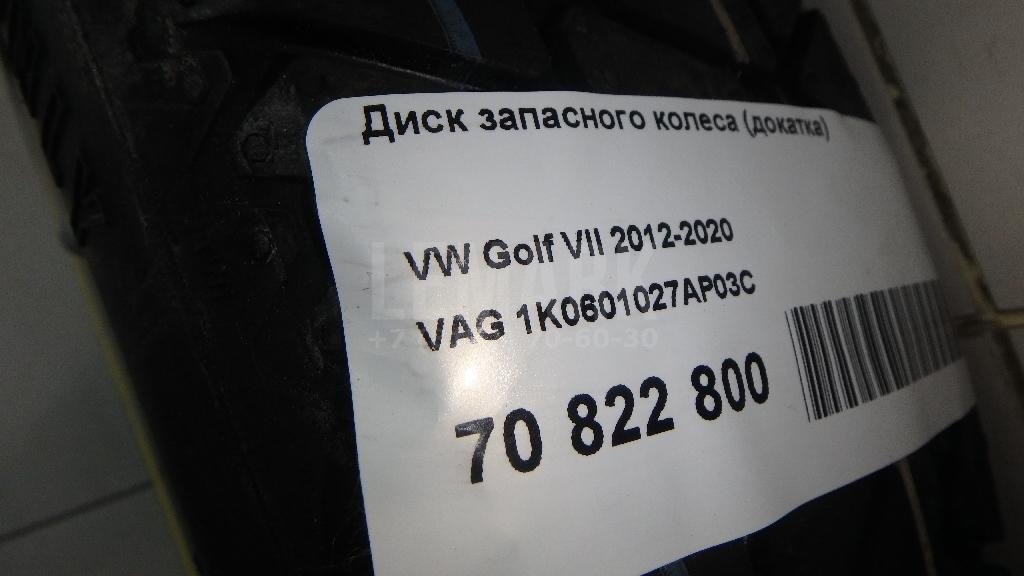 Диск запасного колеса (докатка)
VW Golf VII 2012-2020
VAG 1K0601027AP03C
70 822 800